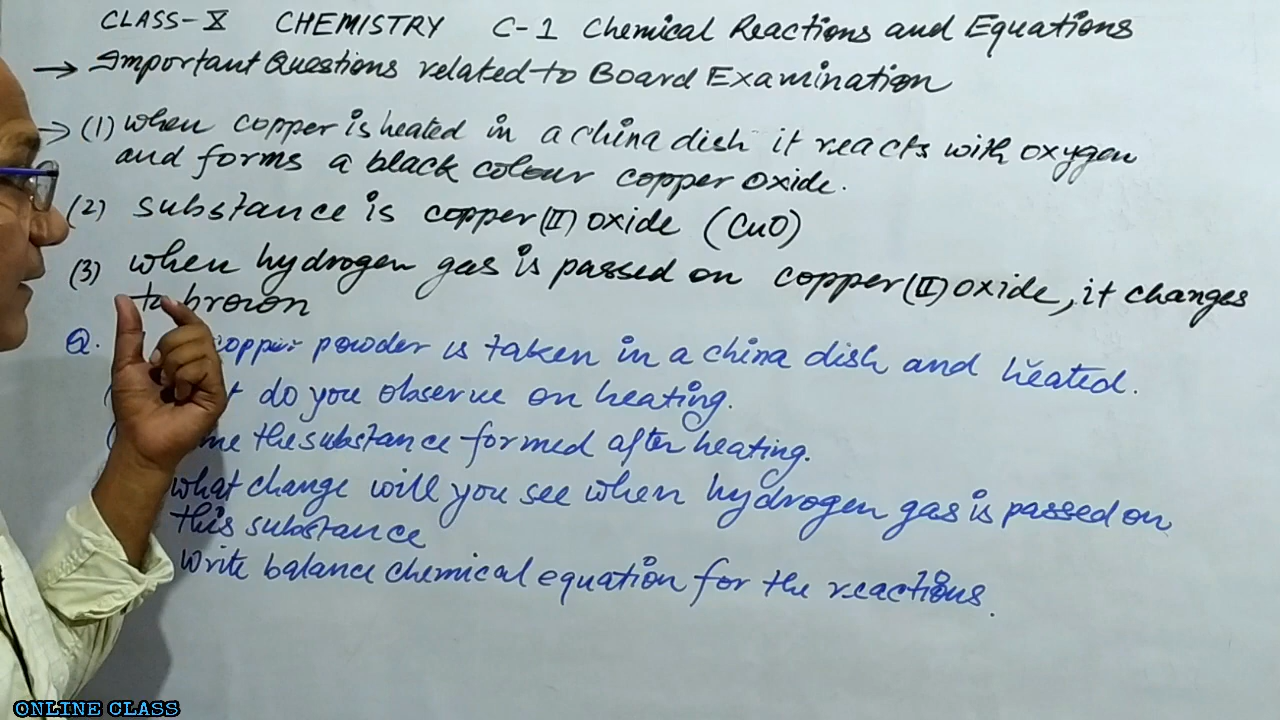 CLASS-X CHEMISTRY C-1 Chemical Reactions and Equations
→ Important Questions related to Board Examination
→ (1) when copper is heated in a china dish it reacts with oxygen
and forms a black colour copper oxide.
(2) substance is copper(II) oxide (CuO)
(3) when hydrogen gas is passed on copper(II) oxide, it changes
to brown
Q. copper powder is taken in a china dish and heated.
do you observe on heating.
the substance formed after heating.
what change will you see when hydrogen gas is passed on
this substance
write balance chemical equation for the reactions.
ONLINE CLASS